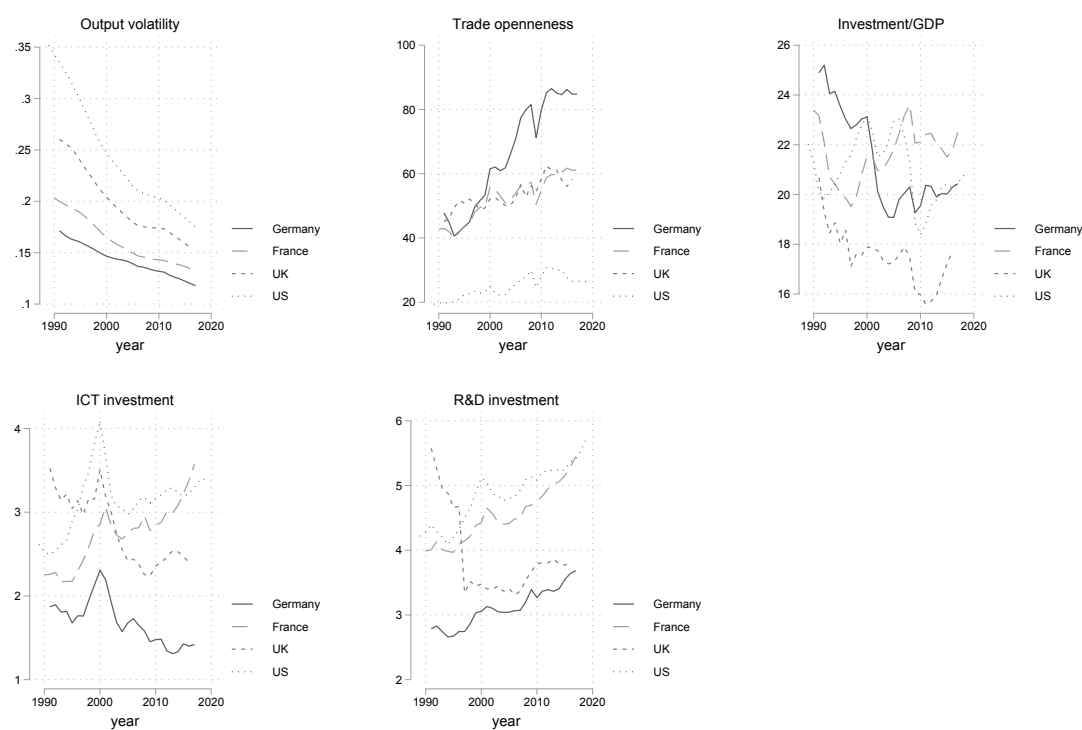 Output volatility
.35
.3
.25
.2
.15
.1
1990
2000
2010
2020
year
Germany
France
UK
US
Trade openneness
100
80
60
40
20
1990
2000
2010
2020
year
Germany
France
UK
US
Investment/GDP
26
24
22
20
18
16
1990
2000
2010
2020
year
Germany
France
UK
US
ICT investment
4
3
2
1
1990
2000
2010
2020
year
Germany
France
UK
US
R&D investment
6
5
4
3
2
1990
2000
2010
2020
year
Germany
France
UK
US